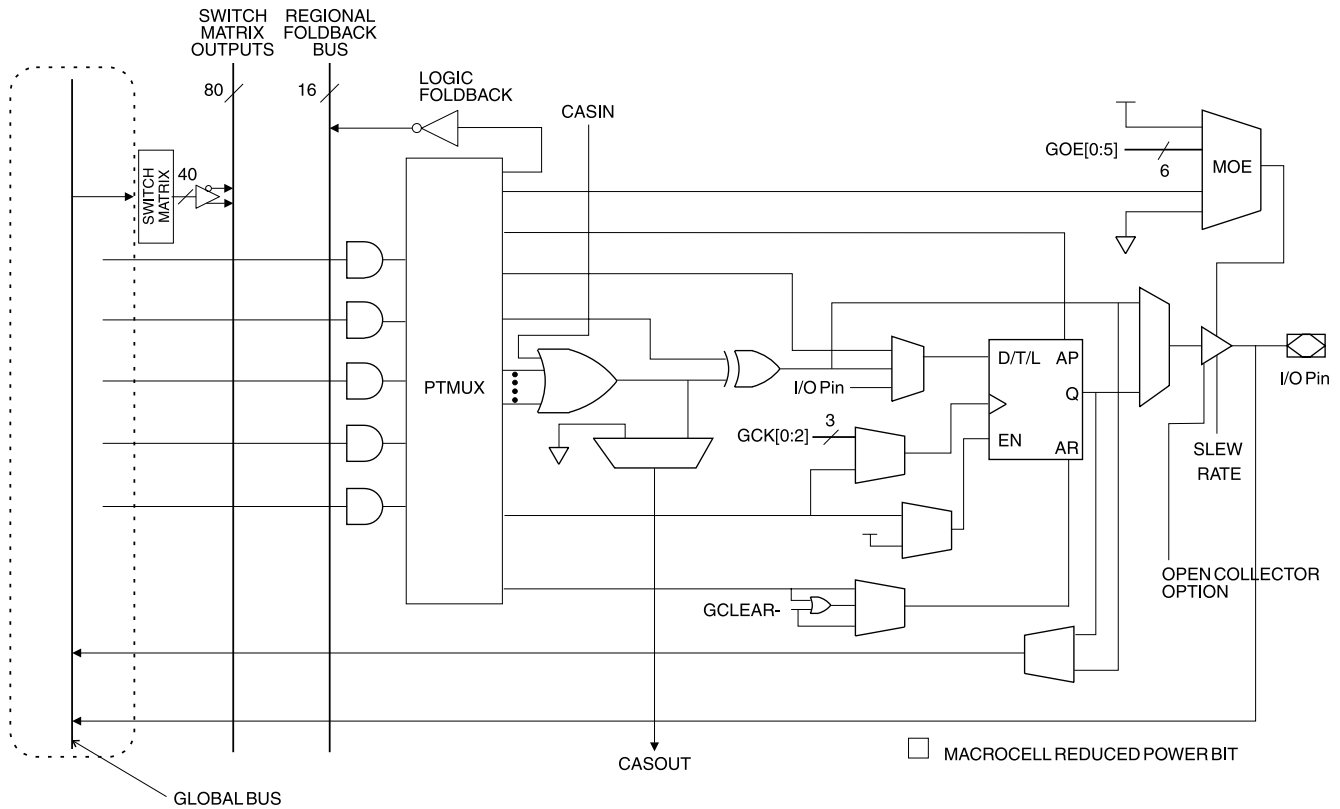 SWITCH
MATRIX
OUTPUTS
REGIONAL
FOLDBACK
BUS
80
16
LOGIC
FOLDBACK
CASIN
GOE[0:5]
6
MOE
SWITCH
MATRIX
40
PTMUX
I/O Pin
D/T/L
AP
Q
EN
AR
I/O Pin
GCK[0:2]
3
SLEW
RATE
OPEN COLLECTOR
OPTION
GCLEAR-
CASOUT
MACROCELL REDUCED POWER BIT
GLOBAL BUS